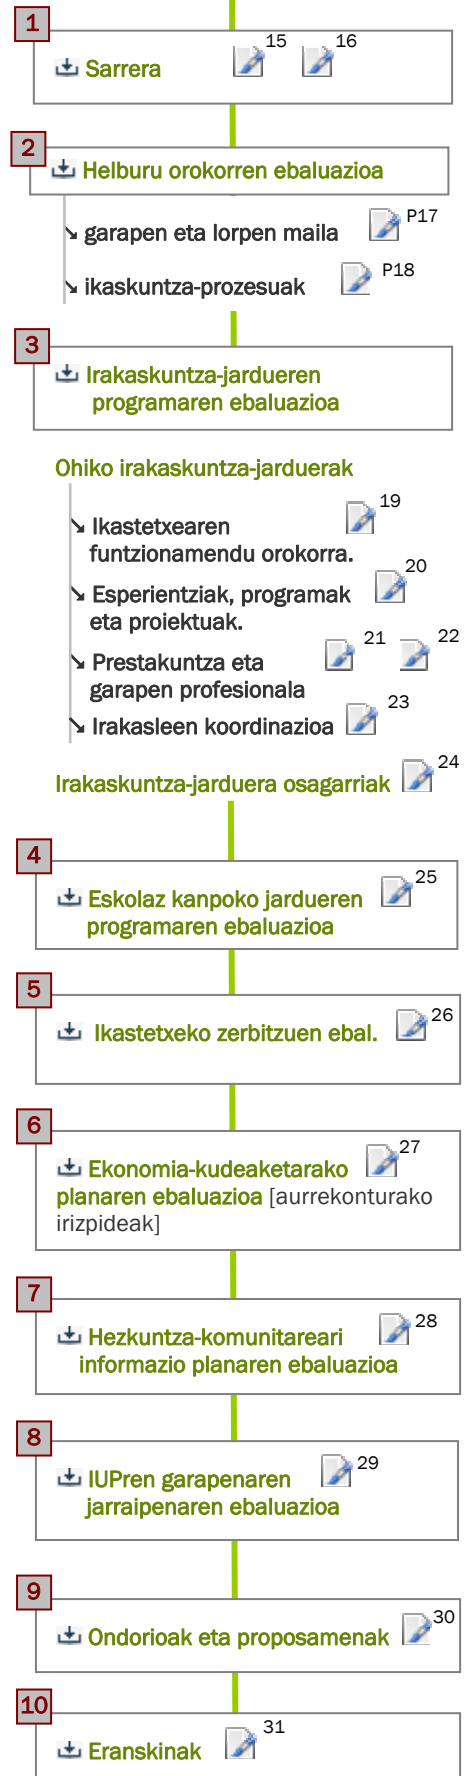 1
15 16
Sarrera
2
Helburu orokorren ebaluazioa
garapen eta lorpen maila P17
ikaskuntza-prozesuak P18
3
Irakaskuntza-jardueren
programaren ebaluazioa
Ohiko irakaskuntza-jarduerak
Ikastetxearen 19
funtzionamendu orokorra.
Esperientziak, programak 20
eta proiektuak.
Prestakuntza eta 21 22
garapen profesionala
Irakasleen koordinazioa 23
Irakaskuntza-jarduera osagarriak 24
4
Eskolaz kanpoko jardueren 25
programaren ebaluazioa
5
Ikastetxeko zerbitzuen ebal. 26
6
Ekonomia-kudeaketarako 27
planaren ebaluazioa [aurrekonturako
irizpideak]
7
Hezkuntza-komunitareari 28
informazio planaren ebaluazioa
8
IUPren garapenaren 29
jarraipenaren ebaluazioa
9
Ondorioak eta proposamenak 30
10
Eranskinak 31